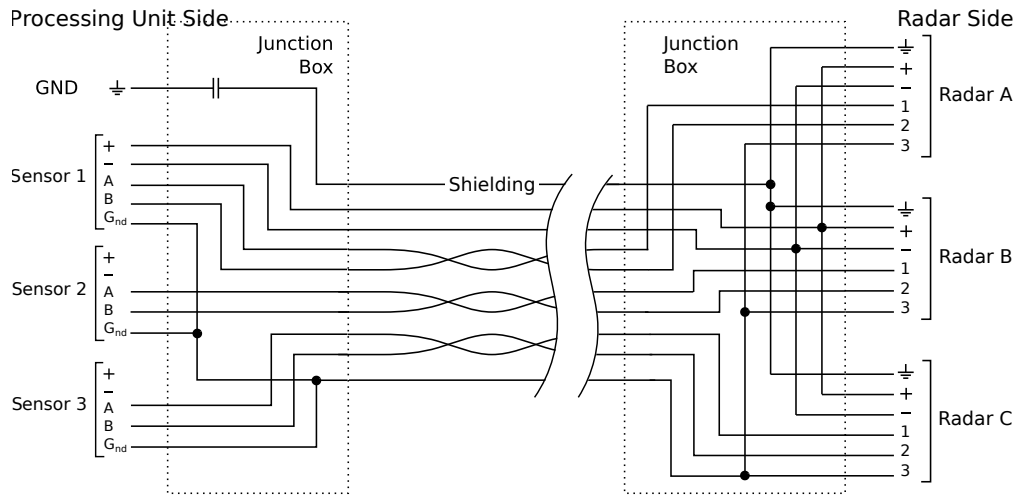 Processing Unit Side
Radar Side
Junction
Box
Junction
Box
GND
Sensor 1
+
−
A
B
Gnd
Sensor 2
+
−
A
B
Gnd
Sensor 3
+
−
A
B
Gnd
Shielding
+
−
1
2
3
Radar A
+
−
1
2
3
Radar B
+
−
1
2
3
Radar C